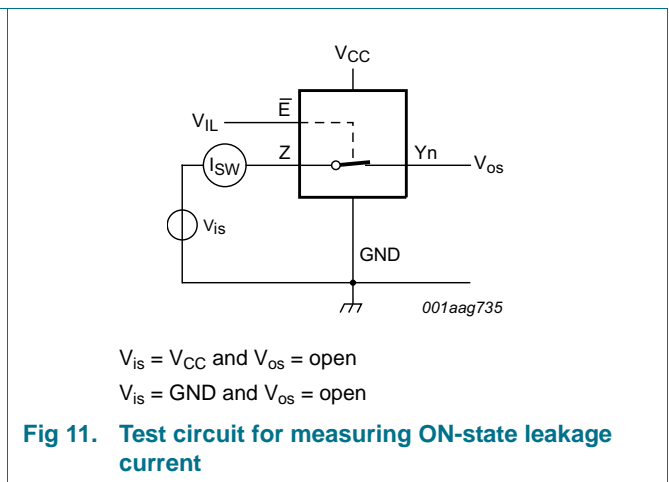 VCC
E̅
VIL
ISW
Z
Yn
Vos
Vis
GND
001aag735
Vis = VCC and Vos = open
Vis = GND and Vos = open
Fig 11. Test circuit for measuring ON-state leakage
current